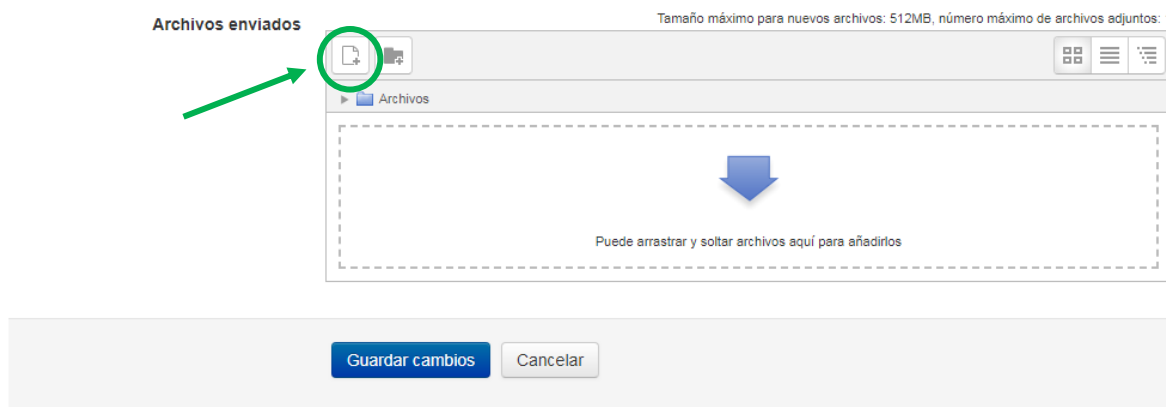 Archivos enviados
Tamaño máximo para nuevos archivos: 512MB, número máximo de archivos adjuntos:
Archivos
Puede arrastrar y soltar archivos aquí para añadirlos
Guardar cambios
Cancelar